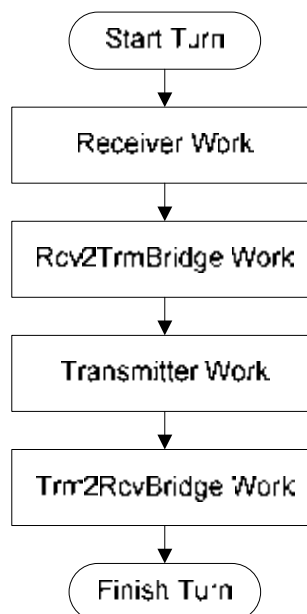 Start Turn
Receiver Work
Rcv2TrmBridge Work
Transmitter Work
Trm2RcvBridge Work
Finish Turn